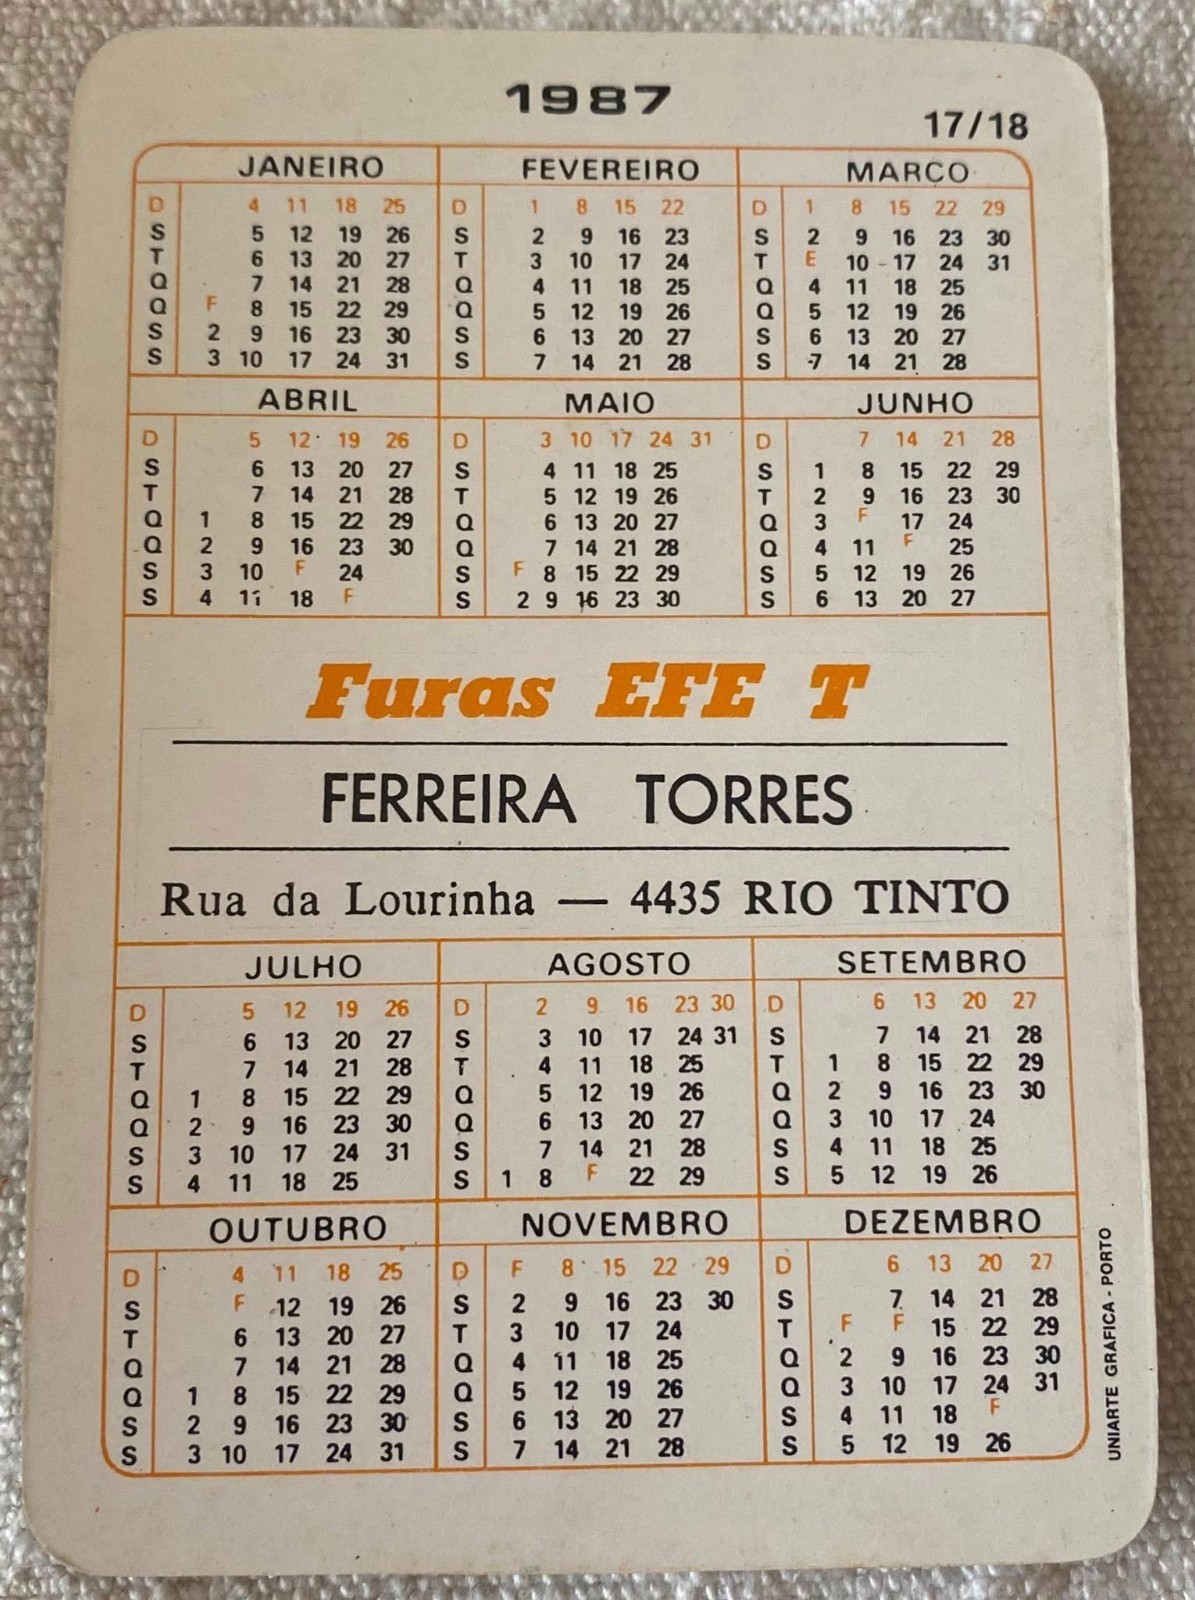 1987
17/18
JANEIRO FEVEREIRO MARÇO
D 4 11 18 25 D 1 8 15 22 D 1 8 15 22 29
S 5 12 19 26 S 2 9 16 23 S 2 9 16 23 30
T 6 13 20 27 T 3 10 17 24 T E 10 17 24 31
Q 7 14 21 28 Q 4 11 18 25 Q 4 11 18 25
Q F 8 15 22 29 Q 5 12 19 26 Q 5 12 19 26
S 2 9 16 23 30 S 6 13 20 27 S 6 13 20 27
S 3 10 17 24 31 S 7 14 21 28 S 7 14 21 28
ABRIL MAIO JUNHO
D 5 12 19 26 D 3 10 17 24 31 D 7 14 21 28
S 6 13 20 27 S 4 11 18 25 S 1 8 15 22 29
T 7 14 21 28 T 5 12 19 26 T 2 9 16 23 30
Q 1 8 15 22 29 Q 6 13 20 27 Q 3 F 17 24
Q 2 9 16 23 30 Q 7 14 21 28 Q 4 11 F 25
S 3 10 F 24 S F 8 15 22 29 S 5 12 19 26
S 4 11 18 F S 2 9 16 23 30 S 6 13 20 27
Furas EFE T
FERREIRA TORRES
Rua da Lourinha — 4435 RIO TINTO
JULHO AGOSTO SETEMBRO
D 5 12 19 26 D 2 9 16 23 30 D 6 13 20 27
S 6 13 20 27 S 3 10 17 24 31 S 7 14 21 28
T 7 14 21 28 T 4 11 18 25 T 1 8 15 22 29
Q 1 8 15 22 29 Q 5 12 19 26 Q 2 9 16 23 30
Q 2 9 16 23 30 Q 6 13 20 27 Q 3 10 17 24
S 3 10 17 24 31 S 7 14 21 28 S 4 11 18 25
S 4 11 18 25 S 1 8 F 22 29 S 5 12 19 26
OUTUBRO NOVEMBRO DEZEMBRO
D 4 11 18 25 D F 8 15 22 29 D 6 13 20 27
S F 12 19 26 S 2 9 16 23 30 S 7 14 21 28
T 6 13 20 27 T 3 10 17 24 T F F 15 22 29
Q 7 14 21 28 Q 4 11 18 25 Q 2 9 16 23 30
Q 1 8 15 22 29 Q 5 12 19 26 Q 3 10 17 24 31
S 2 9 16 23 30 S 6 13 20 27 S 4 11 18 F
S 3 10 17 24 31 S 7 14 21 28 S 5 12 19 26
UNIARTE GRÁFICA - PORTO